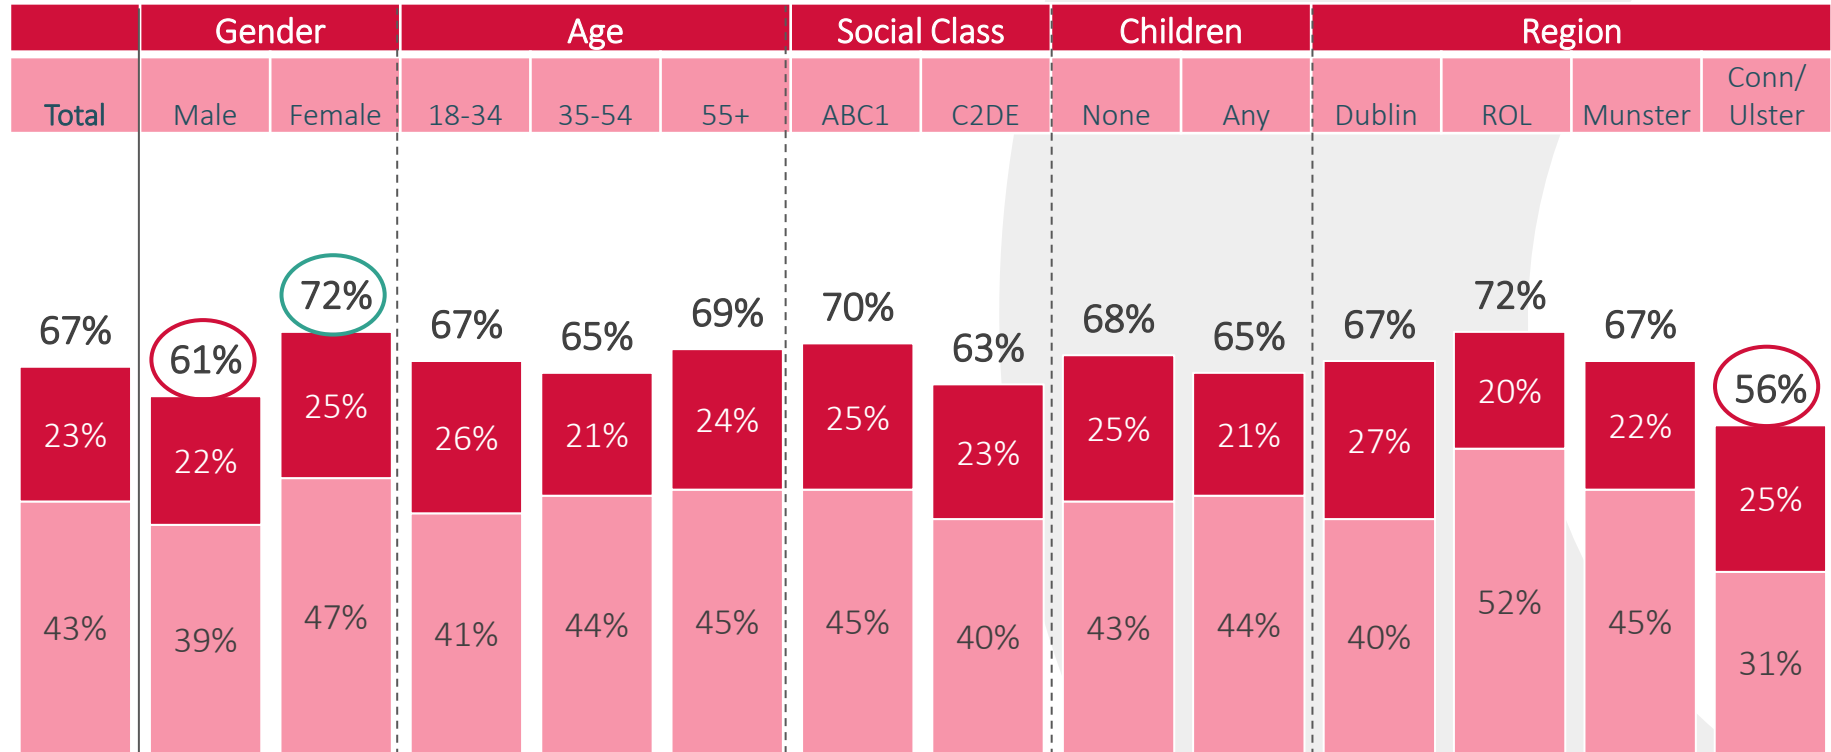 Gender Age Social Class Children Region
Conn/
Total Male Female 18-34 35-54 55+ ABC1 C2DE None Any Dublin ROL Munster Ulster
67% 61% 72% 67% 65% 69% 70% 63% 68% 65% 67% 72% 67% 56%
23% 22% 25% 26% 21% 24% 25% 23% 25% 21% 27% 20% 22% 25%
43% 39% 47% 41% 44% 45% 45% 40% 43% 44% 40% 52% 45% 31%